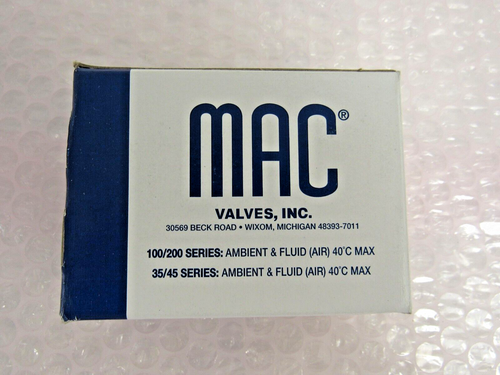 MAC®
VALVES, INC.
30569 BECK ROAD • WIXOM, MICHIGAN 48393-7011
100/200 SERIES: AMBIENT & FLUID (AIR) 40°C MAX
35/45 SERIES: AMBIENT & FLUID (AIR) 40°C MAX